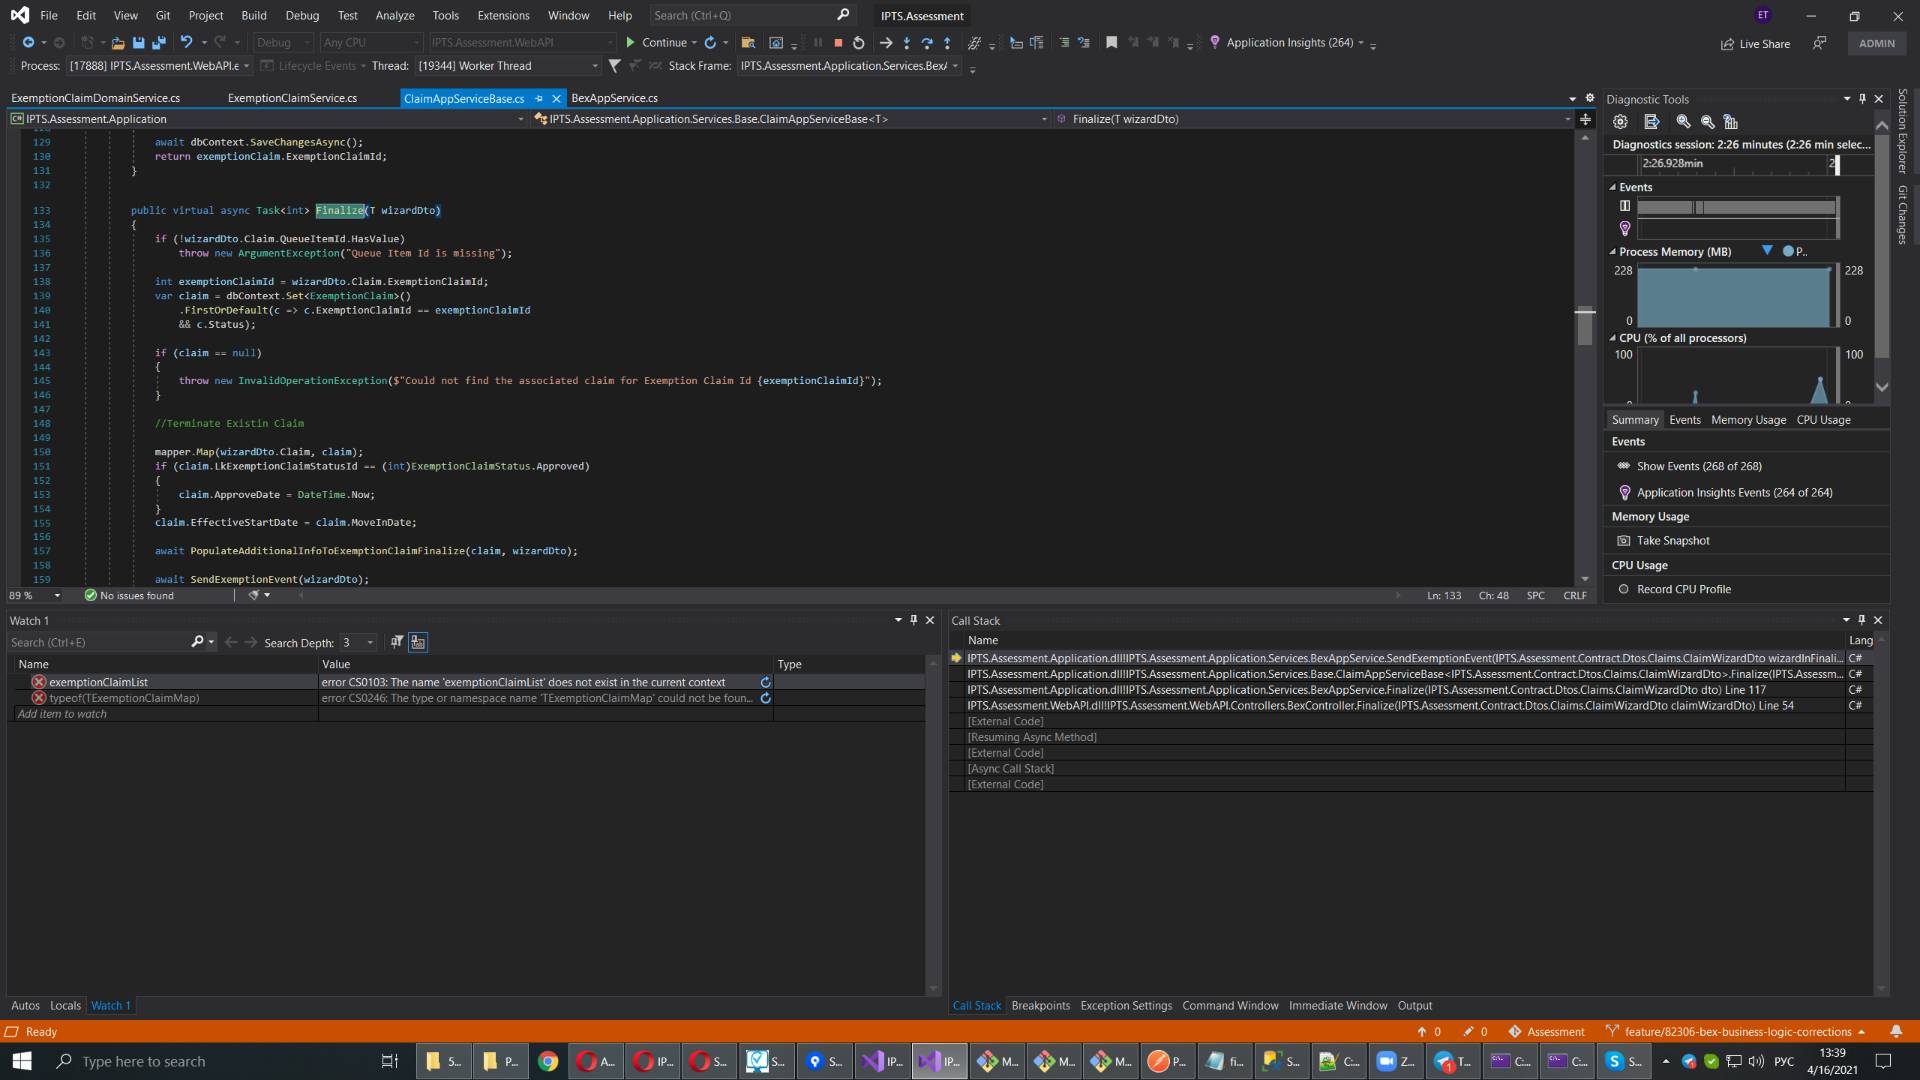 File Edit View Git Project Build Debug Test Analyze Tools Extensions Window Help Search (Ctrl+Q) IPTS.Assessment ET
Debug Any CPU IPTS.Assessment.WebAPI Continue Application Insights (264) Live Share ADMIN
Process: [17888] IPTS.Assessment.WebAPI.e Lifecycle Events Thread: [19344] Worker Thread Stack Frame: IPTS.Assessment.Application.Services.Bex
ExemptionClaimDomainService.cs ExemptionClaimService.cs ClaimAppServiceBase.cs BexAppService.cs
IPTS.Assessment.Application IPTS.Assessment.Application.Services.Base.ClaimAppServiceBase<T> Finalize(T wizardDto)
129 await dbContext.SaveChangesAsync();
130 return exemptionClaim.ExemptionClaimId;
131 }
132
133 public virtual async Task<int> Finalize(T wizardDto)
134 {
135 if (!wizardDto.Claim.QueueItemId.HasValue)
136 throw new ArgumentException("Queue Item Id is missing");
137
138 int exemptionClaimId = wizardDto.Claim.ExemptionClaimId;
139 var claim = dbContext.Set<ExemptionClaim>()
140 .FirstOrDefault(c => c.ExemptionClaimId == exemptionClaimId
141 && c.Status);
142
143 if (claim == null)
144 {
145 throw new InvalidOperationException($"Could not find the associated claim for Exemption Claim Id {exemptionClaimId}");
146 }
147
148 //Terminate Existin Claim
149
150 mapper.Map(wizardDto.Claim, claim);
151 if (claim.LkExemptionClaimStatusId == (int)ExemptionClaimStatus.Approved)
152 {
153 claim.ApproveDate = DateTime.Now;
154 }
155 claim.EffectiveStartDate = claim.MoveInDate;
156
157 await PopulateAdditionalInfoToExemptionClaimFinalize(claim, wizardDto);
158
159 await SendExemptionEvent(wizardDto);
89 % No issues found Ln: 133 Ch: 48 SPC CRLF
Diagnostic Tools
Diagnostics session: 2:26 minutes (2:26 min selec...
2:26.928min 2
Events
Process Memory (MB) P..
228 228
0 0
CPU (% of all processors)
100 100
Summary Events Memory Usage CPU Usage
Events
Show Events (268 of 268)
Application Insights Events (264 of 264)
Memory Usage
Take Snapshot
CPU Usage
Record CPU Profile
Solution Explorer
Git Changes
Watch 1
Search (Ctrl+E) Search Depth: 3
Name Value Type
exemptionClaimList error CS0103: The name 'exemptionClaimList' does not exist in the current context
typeof(TExemptionClaimMap) error CS0246: The type or namespace name 'TExemptionClaimMap' could not be foun...
Add item to watch
Autos Locals Watch 1
Call Stack
Name Lang
IPTS.Assessment.Application.dll!IPTS.Assessment.Application.Services.BexAppService.SendExemptionEvent(IPTS.Assessment.Contract.Dtos.Claims.ClaimWizardDto wizardInFinali... C#
IPTS.Assessment.Application.dll!IPTS.Assessment.Application.Services.Base.ClaimAppServiceBase<IPTS.Assessment.Contract.Dtos.Claims.ClaimWizardDto>.Finalize(IPTS.Assessm... C#
IPTS.Assessment.Application.dll!IPTS.Assessment.Application.Services.BexAppService.Finalize(IPTS.Assessment.Contract.Dtos.Claims.ClaimWizardDto dto) Line 117 C#
IPTS.Assessment.WebAPI.dll!IPTS.Assessment.WebAPI.Controllers.BexController.Finalize(IPTS.Assessment.Contract.Dtos.Claims.ClaimWizardDto claimWizardDto) Line 54 C#
[External Code]
[Resuming Async Method]
[External Code]
[Async Call Stack]
[External Code]
Call Stack Breakpoints Exception Settings Command Window Immediate Window Output
Ready 0 0 Assessment feature/82306-bex-business-logic-corrections
Type here to search 5... P... A... IP... S... S... S... IP... IP... M... M... M... P... fi... S... C:... Z... T... C:... C:... S... РУС 13:39
4/16/2021